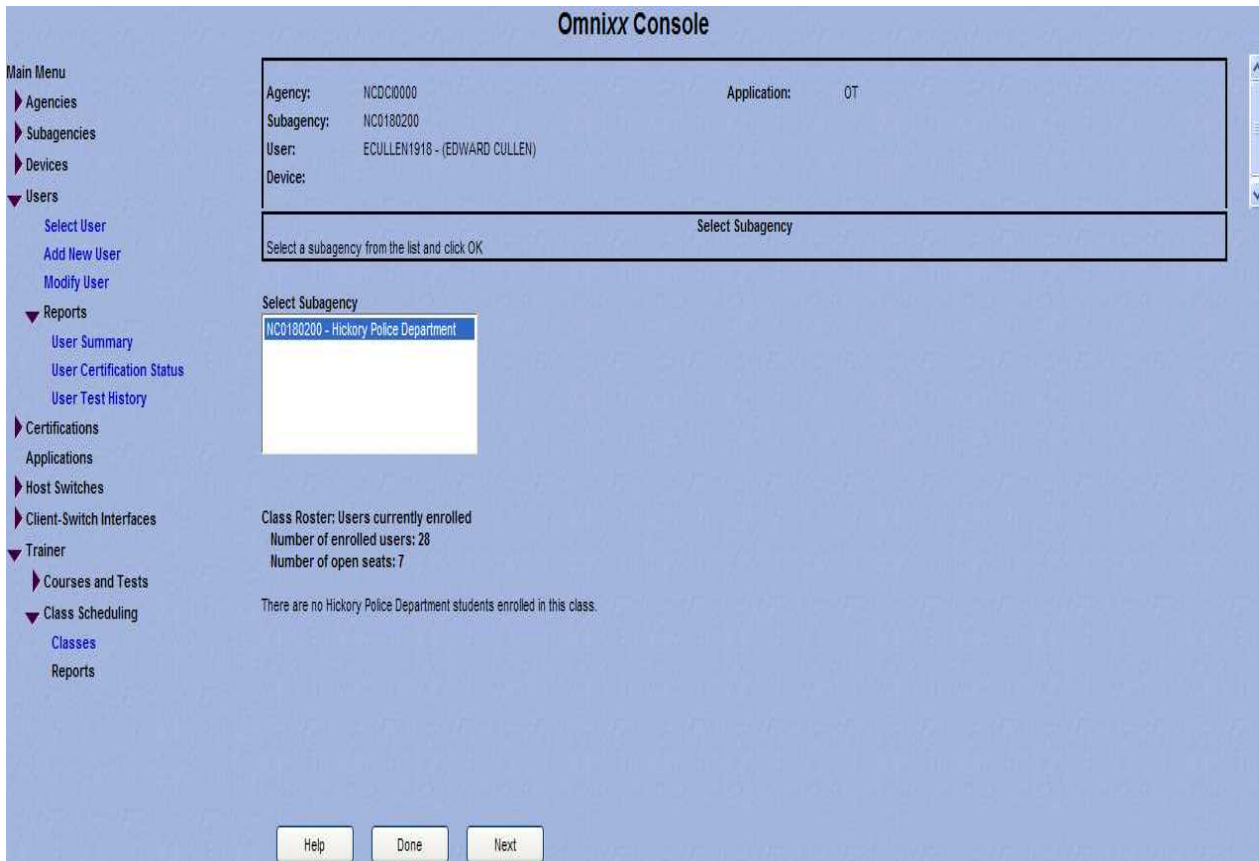 Omnixx Console
Main Menu
Agencies
Subagencies
Devices
Users
Select User
Add New User
Modify User
Reports
User Summary
User Certification Status
User Test History
Certifications
Applications
Host Switches
Client-Switch Interfaces
Trainer
Courses and Tests
Class Scheduling
Classes
Reports
Agency: NCDCI0000 Application: OT
Subagency: NC0180200
User: ECULLEN1918 - (EDWARD CULLEN)
Device:
Select Subagency
Select a subagency from the list and click OK
Select Subagency
NC0180200 - Hickory Police Department
Class Roster: Users currently enrolled
Number of enrolled users: 28
Number of open seats: 7
There are no Hickory Police Department students enrolled in this class.
Help Done Next